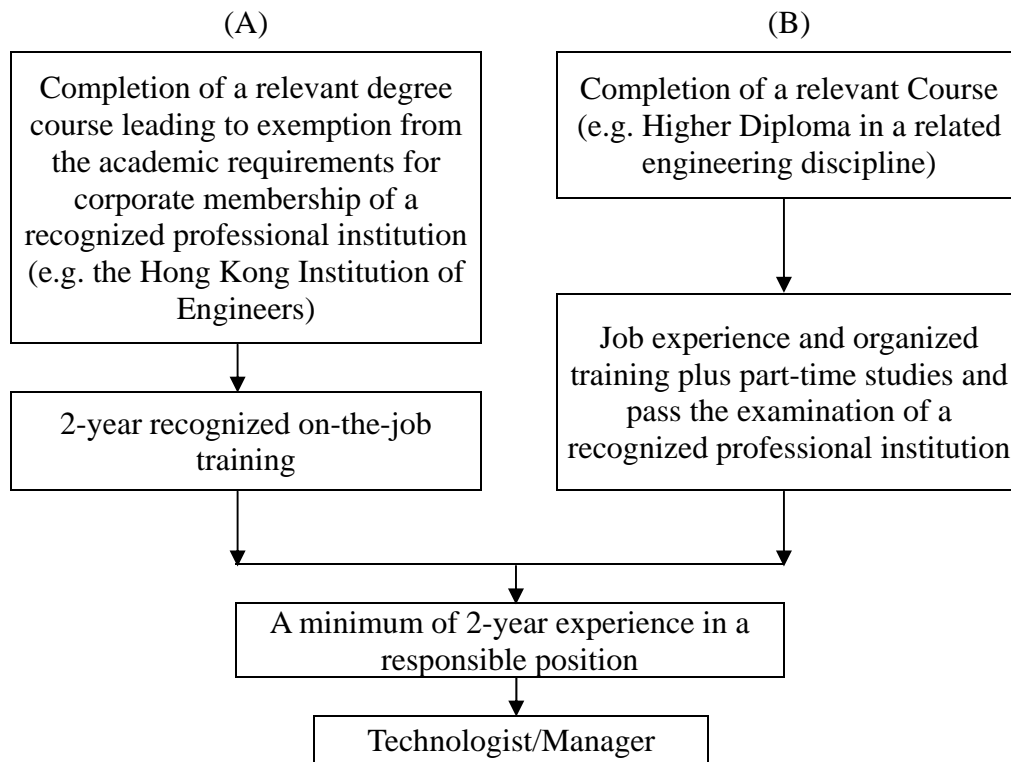 (A)
Completion of a relevant degree
course leading to exemption from
the academic requirements for
corporate membership of a
recognized professional institution
(e.g. the Hong Kong Institution of
Engineers)
2-year recognized on-the-job
training
(B)
Completion of a relevant Course
(e.g. Higher Diploma in a related
engineering discipline)
Job experience and organized
training plus part-time studies and
pass the examination of a
recognized professional institution
A minimum of 2-year experience in a
responsible position
Technologist/Manager